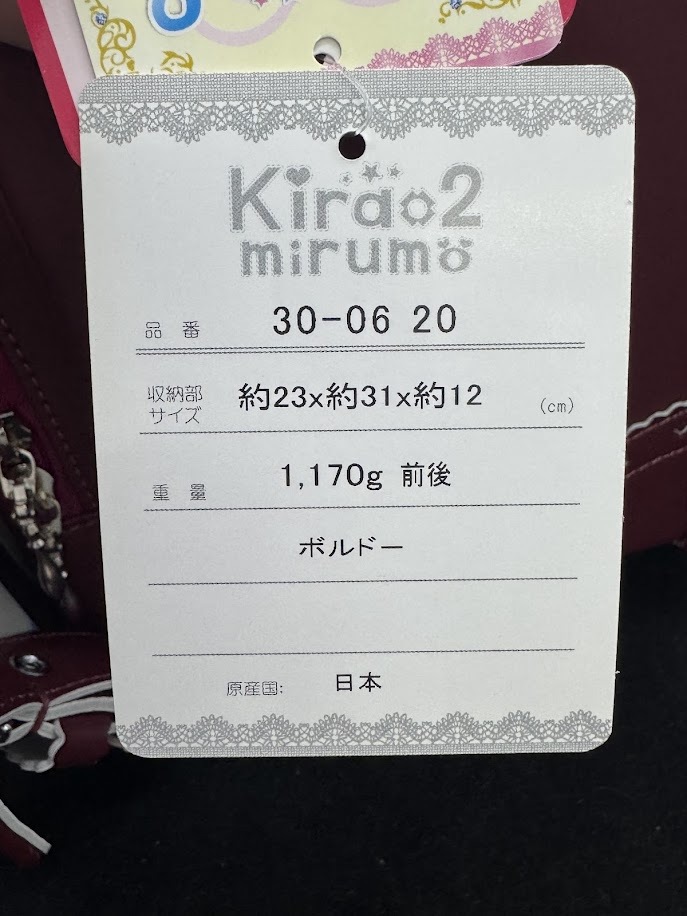 Kirao2
mirumo
品番 30-06 20
収納部
サイズ 約23x約31x約12 (cm)
重量 1,170g 前後
ボルドー
原産国: 日本